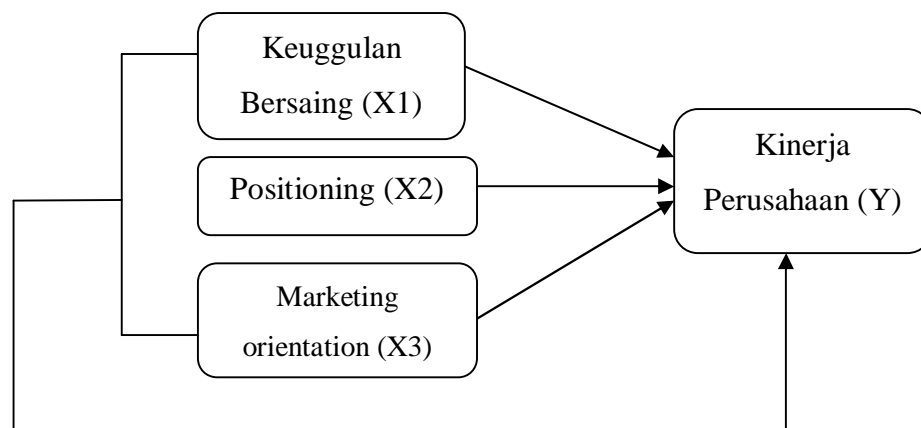 Keuggulan
Bersaing (X1)
Positioning (X2)
Marketing
orientation (X3)
Kinerja
Perusahaan (Y)